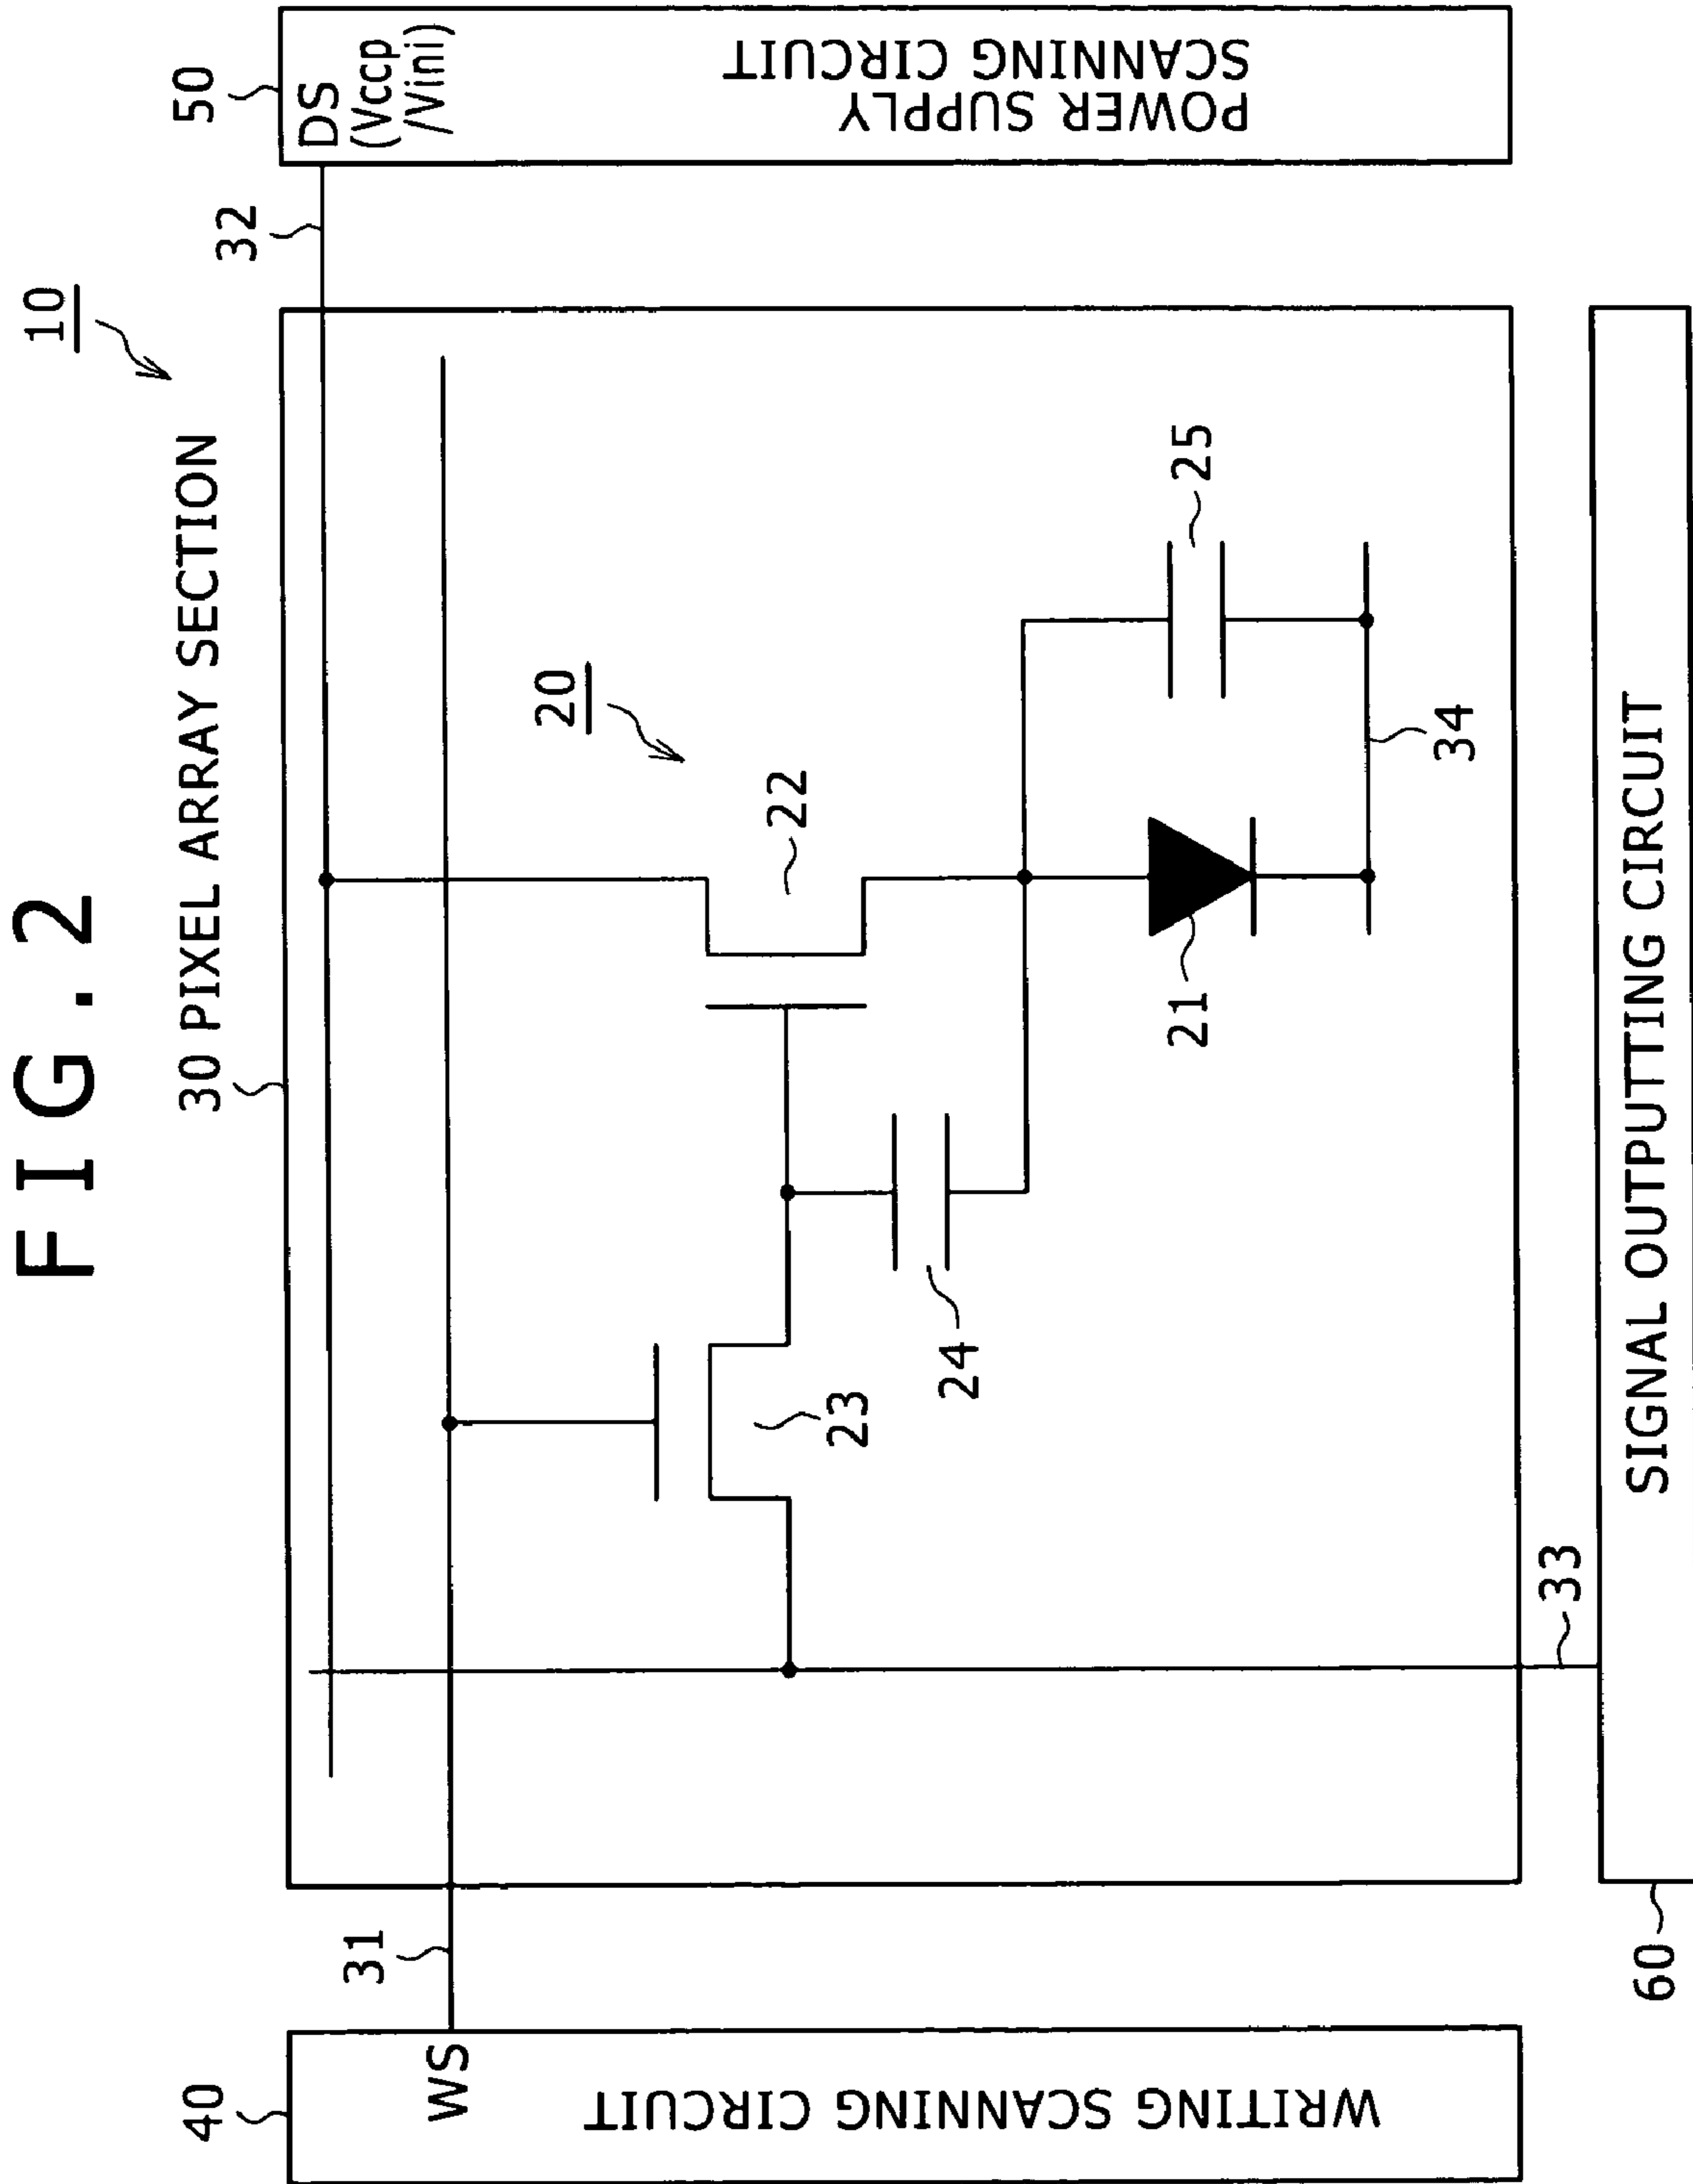 FIG.2
10
30 PIXEL ARRAY SECTION
40
31
32
50
WS
DS
(Vccp
/Vini)
WRITING SCANNING CIRCUIT
POWER SUPPLY
SCANNING CIRCUIT
20
22
23
24
21
25
34
33
60
SIGNAL OUTPUTTING CIRCUIT